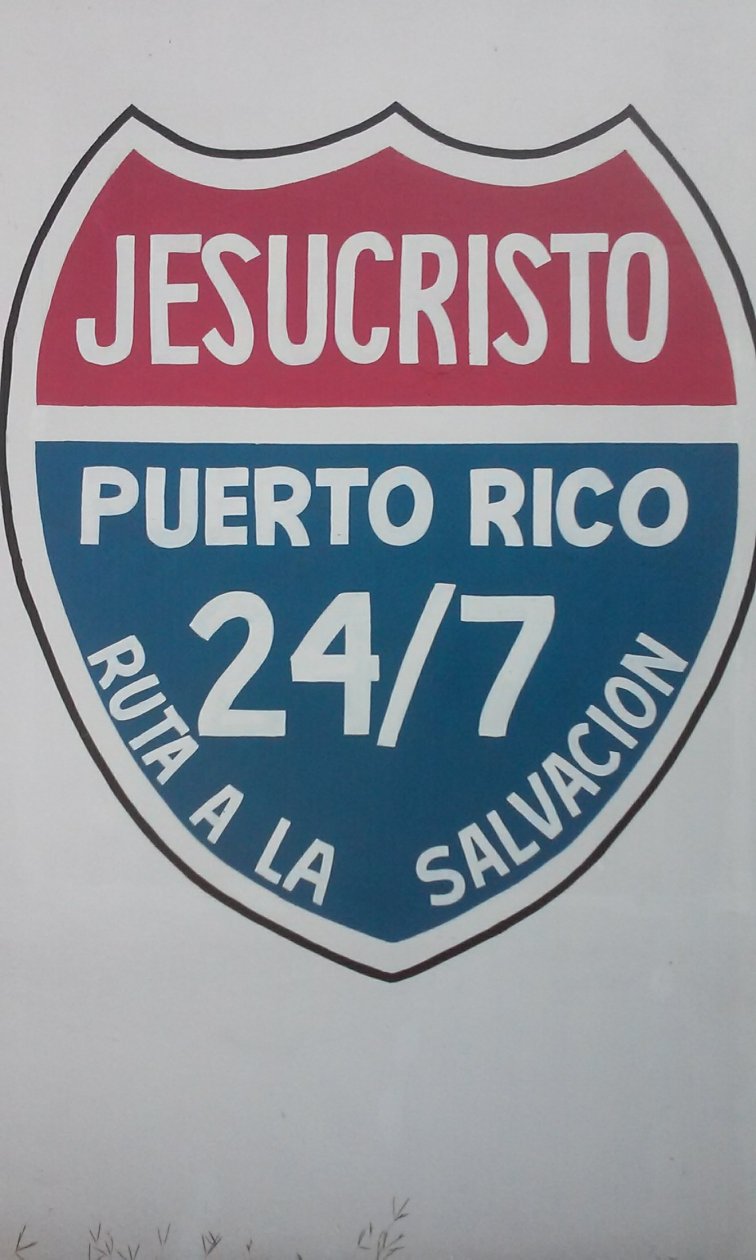 JESUCRISTO
PUERTO RICO
24/7
RUTA A LA SALVACION